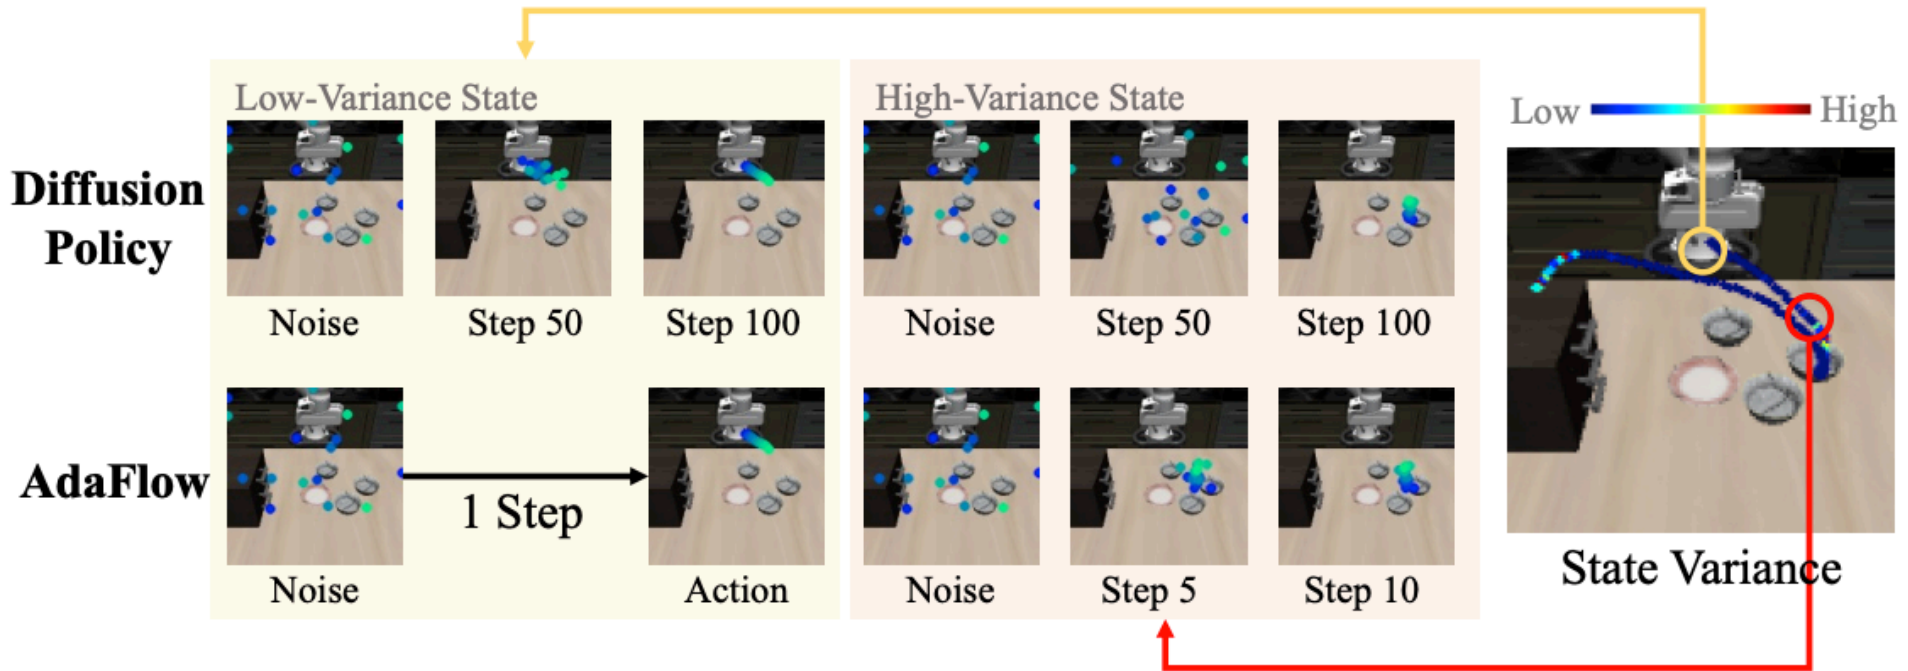 Low-Variance State
High-Variance State
Low
High
Diffusion
Policy
Noise
Step 50
Step 100
Noise
Step 50
Step 100
AdaFlow
1 Step
Noise
Action
Noise
Step 5
Step 10
State Variance